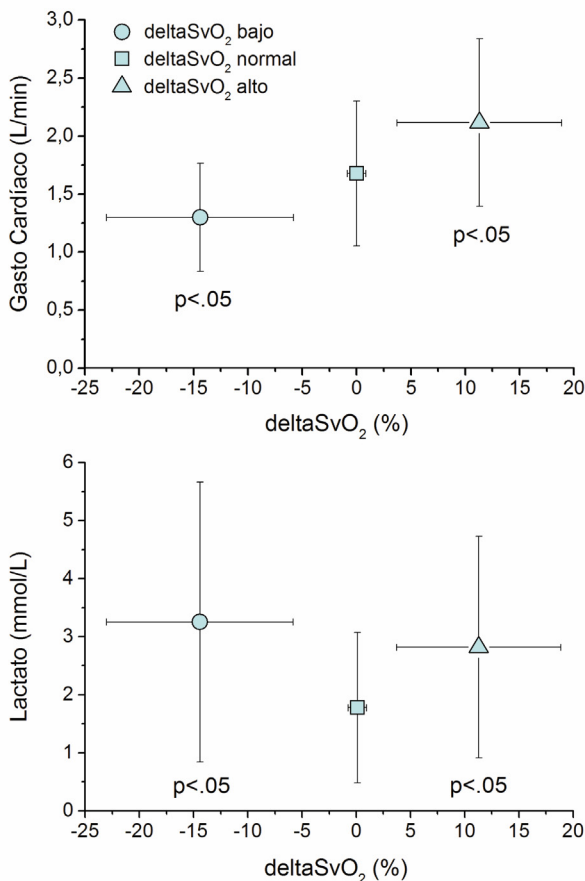 3,0
2,5
2,0
1,5
1,0
0,5
0,0
Gasto Cardíaco (L/min)
deltaSvO₂ bajo
deltaSvO₂ normal
deltaSvO₂ alto
p<.05
p<.05
-25 -20 -15 -10 -5 0 5 10 15 20
deltaSvO₂ (%)
6
5
4
3
2
1
0
Lactato (mmol/L)
p<.05
p<.05
-25 -20 -15 -10 -5 0 5 10 15 20
deltaSvO₂ (%)